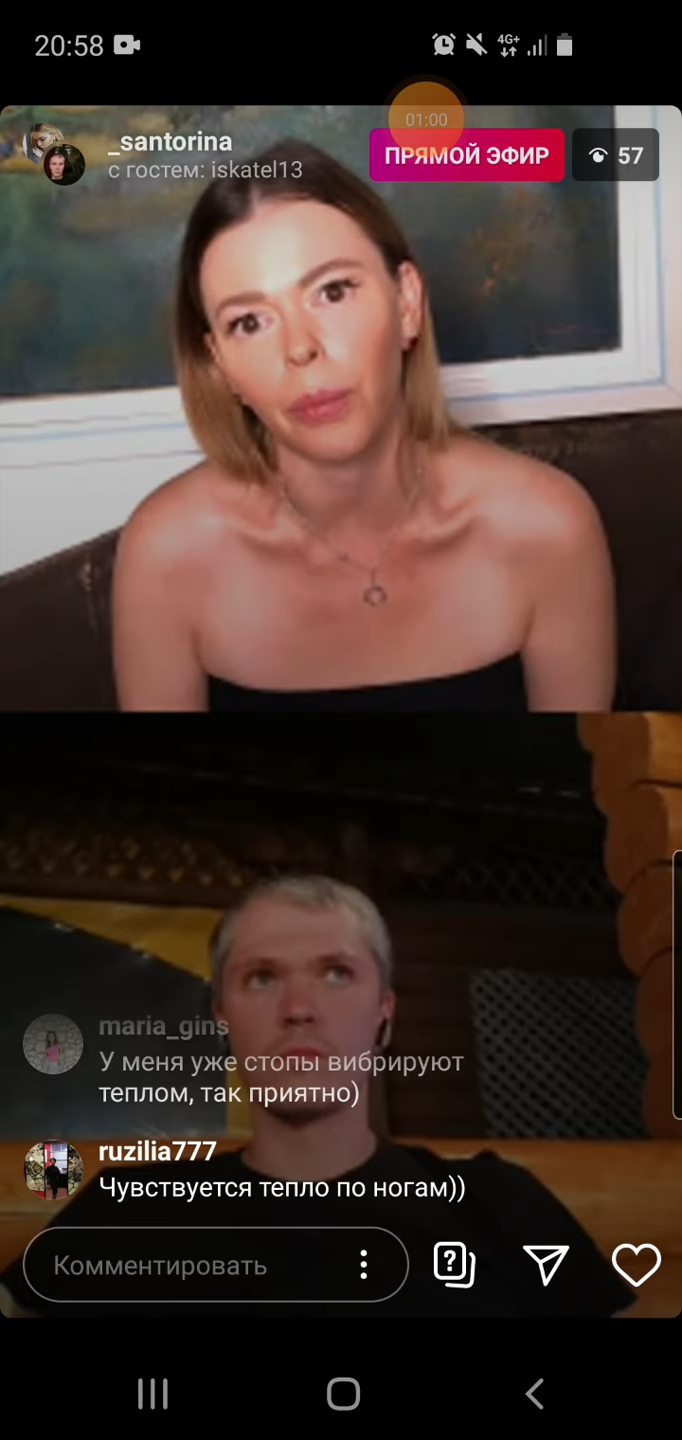 20:58
4G+
01:00
_santorina
с гостем: iskatel13
ПРЯМОЙ ЭФИР
57
maria_gins
У меня уже стопы вибрируют
теплом, так приятно)
ruzilia777
Чувствуется тепло по ногам))
Комментировать